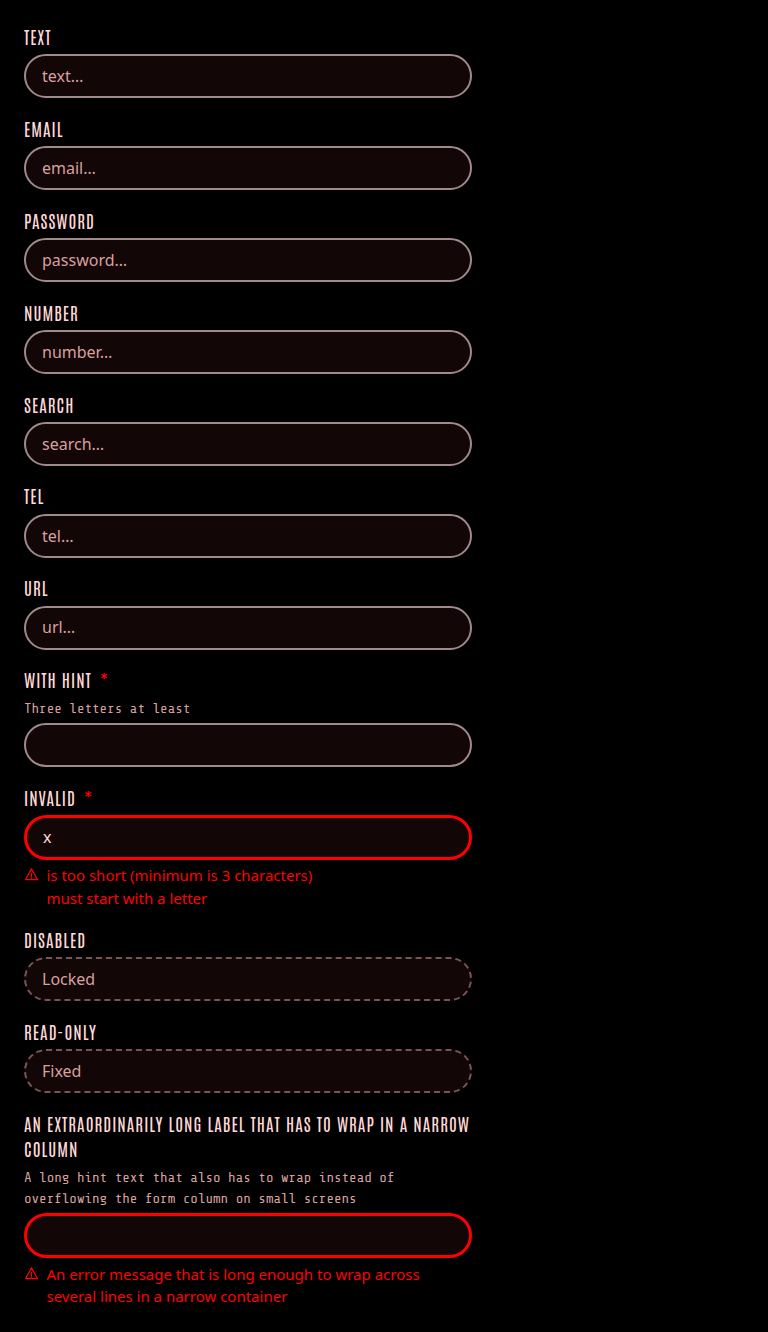 TEXT
text...
EMAIL
email...
PASSWORD
password...
NUMBER
number...
SEARCH
search...
TEL
tel...
URL
url...
WITH HINT *
Three letters at least
INVALID *
x
⚠ is too short (minimum is 3 characters)
must start with a letter
DISABLED
Locked
READ-ONLY
Fixed
AN EXTRAORDINARILY LONG LABEL THAT HAS TO WRAP IN A NARROW
COLUMN
A long hint text that also has to wrap instead of
overflowing the form column on small screens
⚠ An error message that is long enough to wrap across
several lines in a narrow container